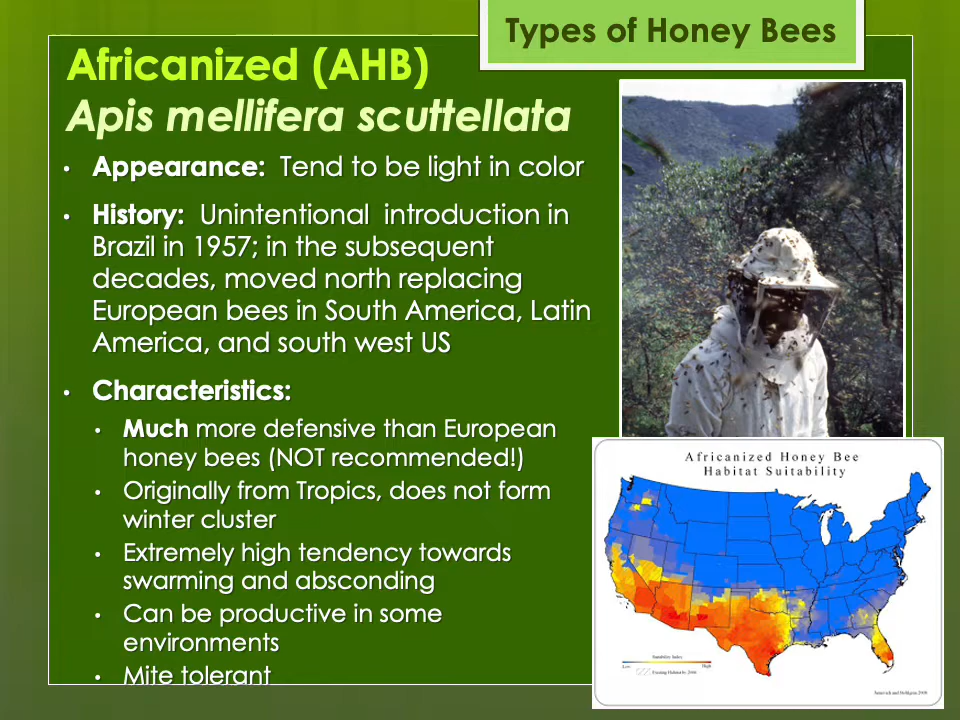 Types of Honey Bees
Africanized (AHB)
Apis mellifera scuttellata
• Appearance: Tend to be light in color
• History: Unintentional introduction in
Brazil in 1957; in the subsequent
decades, moved north replacing
European bees in South America, Latin
America, and south west US
• Characteristics:
• Much more defensive than European
honey bees (NOT recommended!)
• Originally from Tropics, does not form
winter cluster
• Extremely high tendency towards
swarming and absconding
• Can be productive in some
environments
• Mite tolerant
Africanized Honey Bee
Habitat Suitability
Suitability Index
Low High